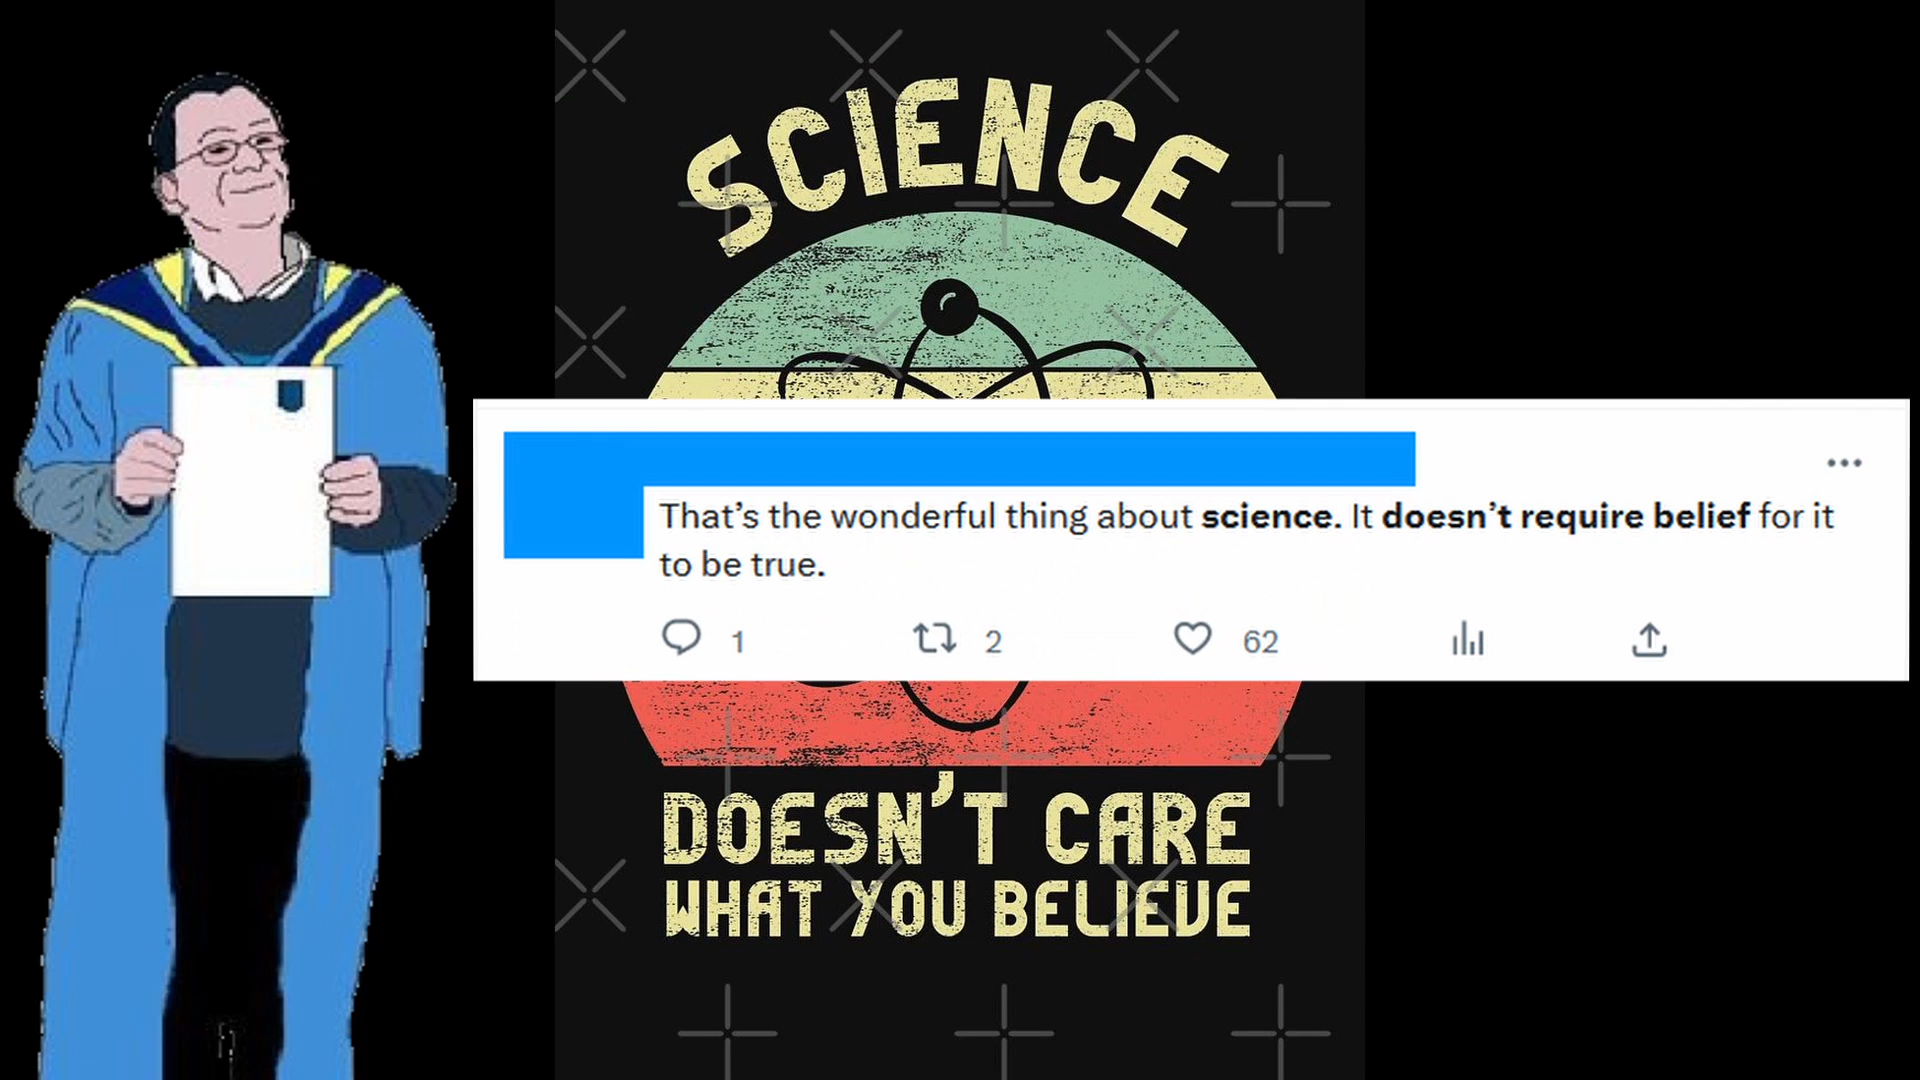 SCIENCE
That’s the wonderful thing about science. It doesn’t require belief for it
to be true.
1 2 62
DOESN’T CARE
WHAT YOU BELIEVE